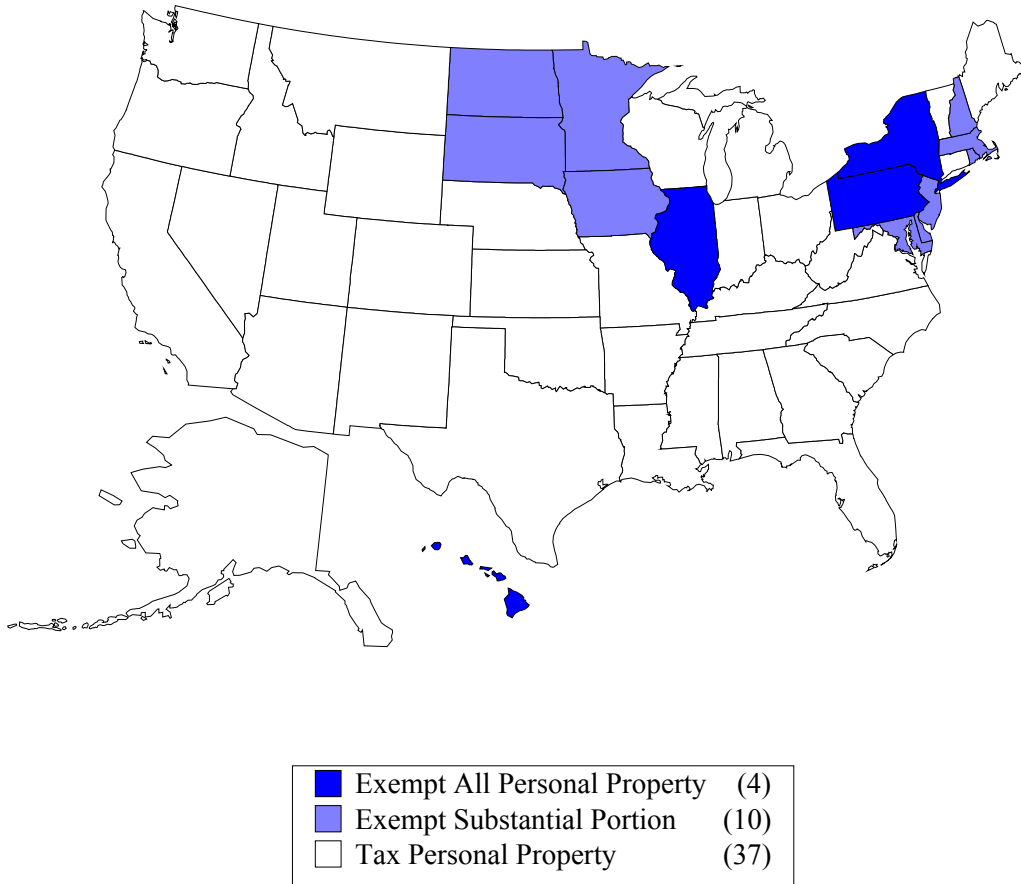 Exempt All Personal Property (4)
Exempt Substantial Portion (10)
Tax Personal Property (37)